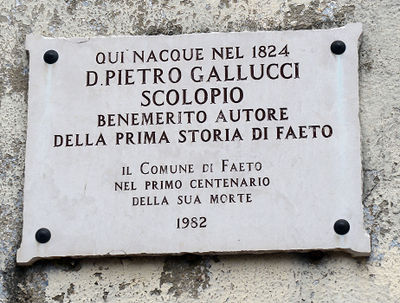 QUI NACQUE NEL 1824
D. PIETRO GALLUCCI
SCOLOPIO
BENEMERITO AUTORE
DELLA PRIMA STORIA DI FAETO
IL COMUNE DI FAETO
NEL PRIMO CENTENARIO
DELLA SUA MORTE
1982